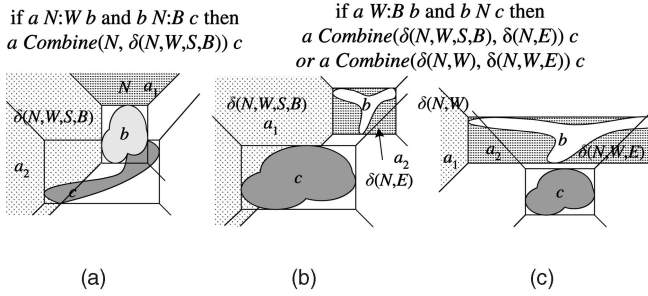 if a N:W b and b N:B c then
a Combine(N, δ(N,W,S,B)) c
if a W:B b and b N c then
a Combine(δ(N,W,S,B), δ(N,E)) c
or a Combine(δ(N,W), δ(N,W,E)) c
N a1
δ(N,W,S,B)
b
a2
c
(a)
δ(N,W,S,B)
a1
b
a2
δ(N,E)
c
(b)
δ(N,W)
b
a1
a2
δ(N,W,E)
c
(c)